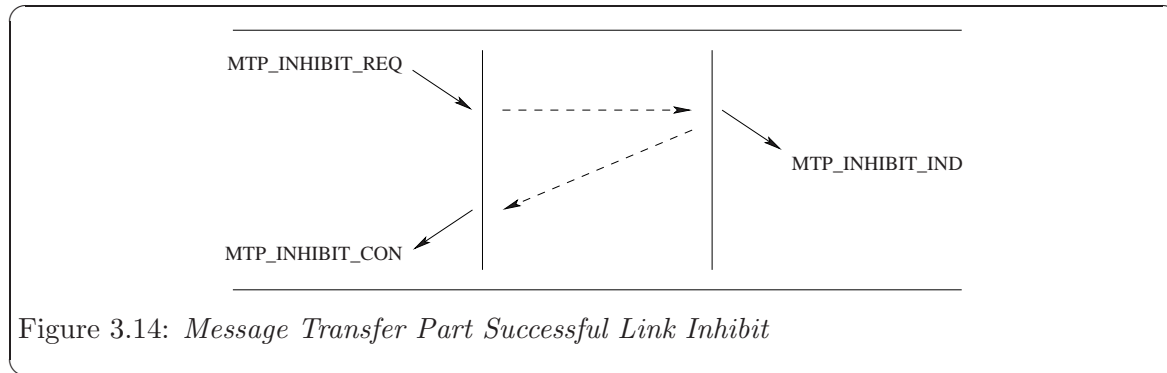 MTP_INHIBIT_REQ
MTP_INHIBIT_IND
MTP_INHIBIT_CON
Figure 3.14: Message Transfer Part Successful Link Inhibit